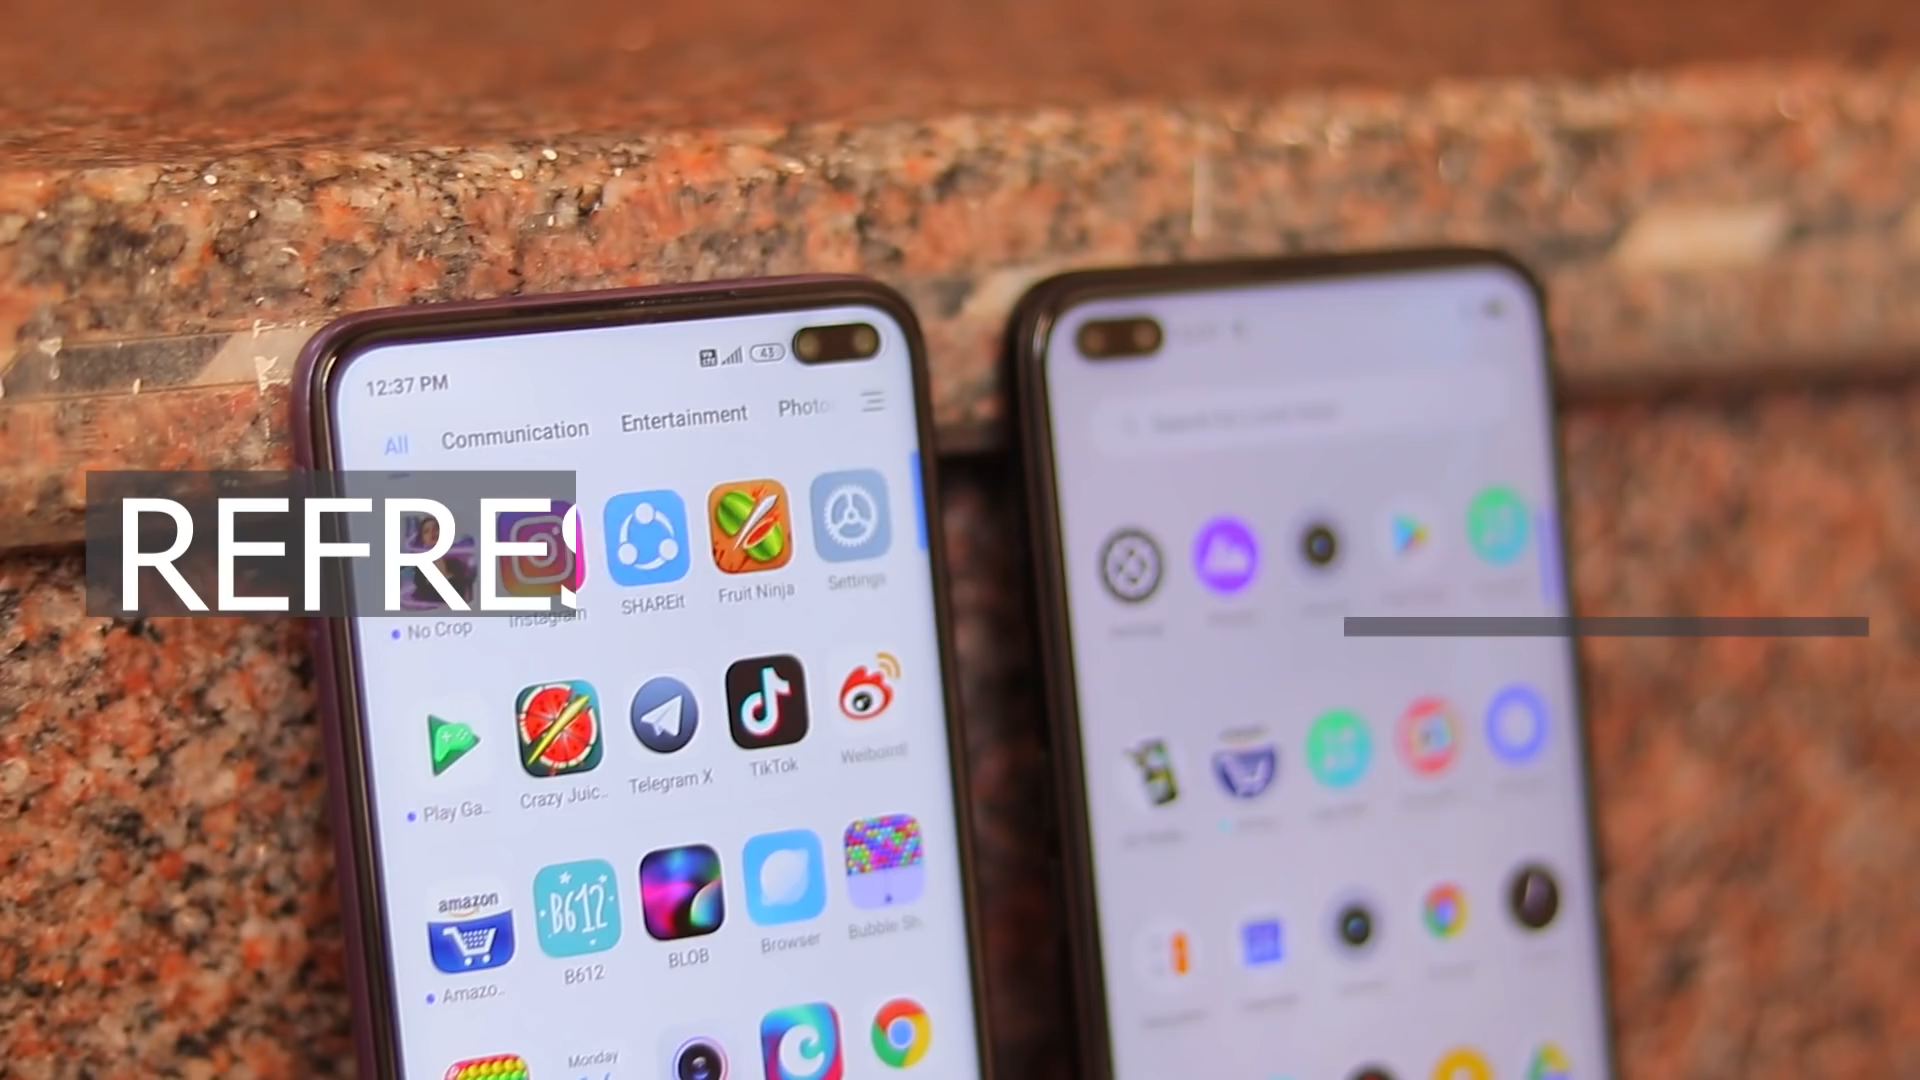 12:37 PM
43
All Communication Entertainment Photo
REFRES
No Crop Instagram SHAREit Fruit Ninja Settings
Play Ga.. Crazy Juic.. Telegram X TikTok Weibointl
amazon
B612
Amazo.. B612 BLOB Browser Bubble Sh..
Monday